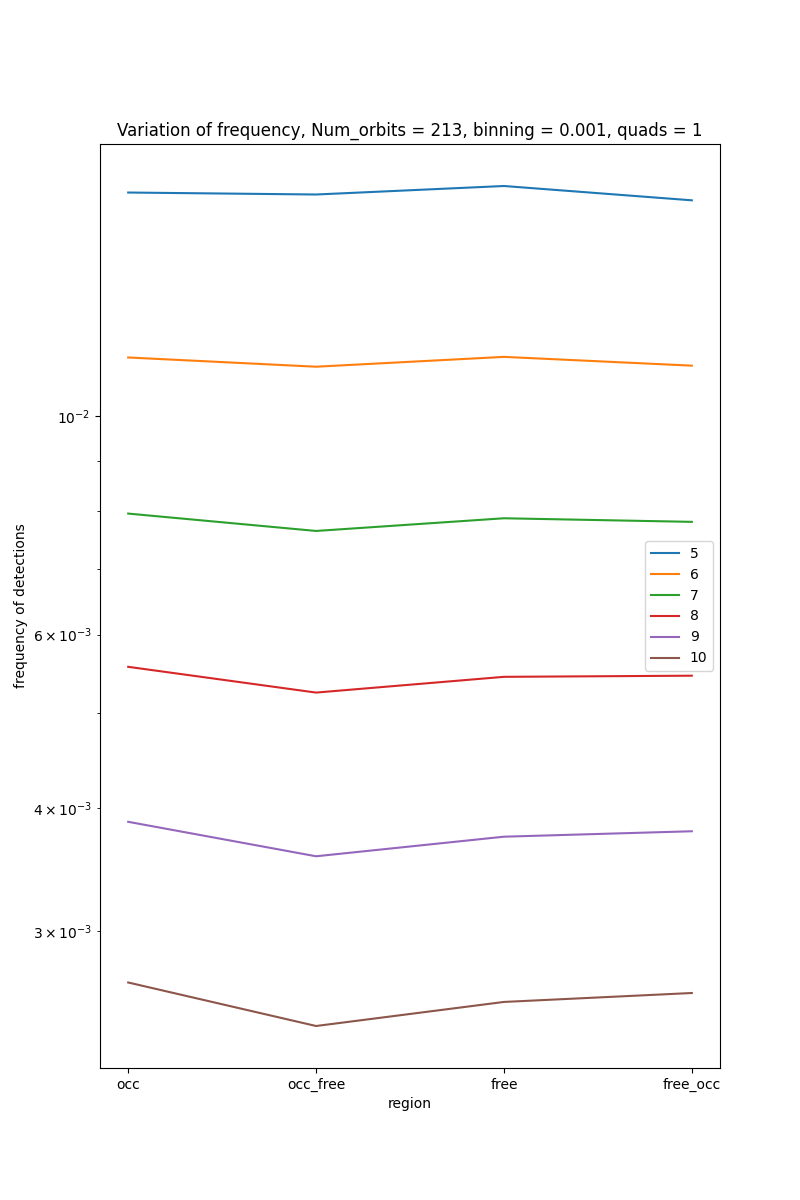 Variation of frequency, Num_orbits = 213, binning = 0.001, quads = 1
10⁻²
6 × 10⁻³
4 × 10⁻³
3 × 10⁻³
frequency of detections
5
6
7
8
9
10
occ
occ_free
free
free_occ
region